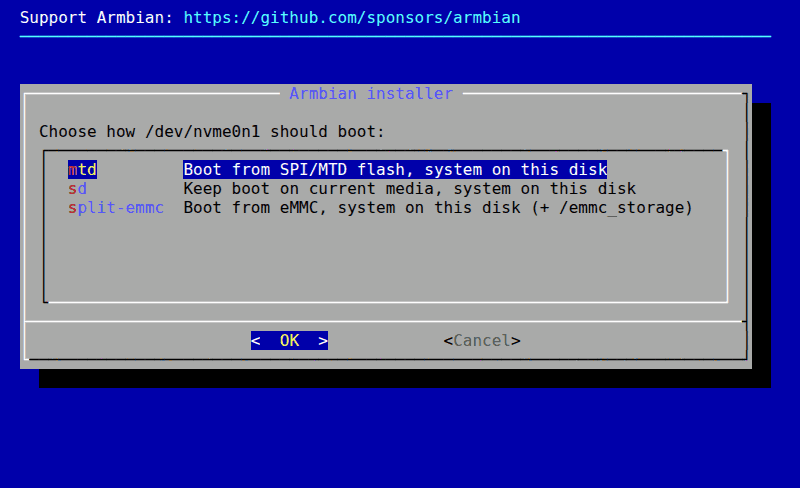 Support Armbian: https://github.com/sponsors/armbian
Armbian installer
Choose how /dev/nvme0n1 should boot:
mtd Boot from SPI/MTD flash, system on this disk
sd Keep boot on current media, system on this disk
split-emmc Boot from eMMC, system on this disk (+ /emmc_storage)
< OK > <Cancel>